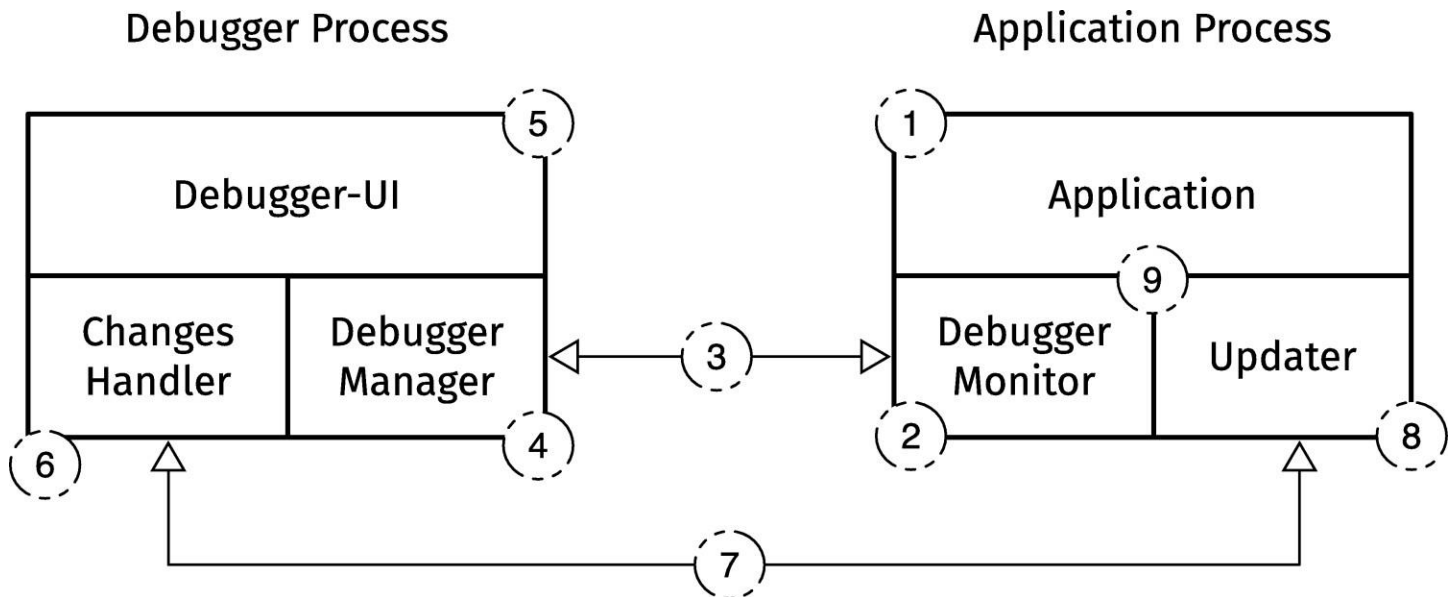 Debugger Process
Application Process
5
1
Debugger-UI
Application
9
Changes
Handler
Debugger
Manager
3
Debugger
Monitor
Updater
6
4
2
8
7